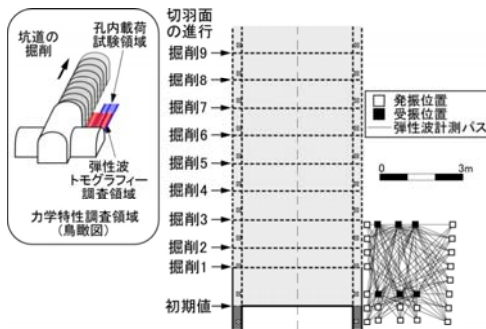 坑道の
掘削
孔内載荷
試験領域
弾性波
トモグラフィー
調査領域
力学特性調査領域
(鳥瞰図)
切羽面
の進行
掘削9
掘削8
掘削7
掘削6
掘削5
掘削4
掘削3
掘削2
掘削1
初期値
発振位置
受振位置
弾性波計測パス
0 3m